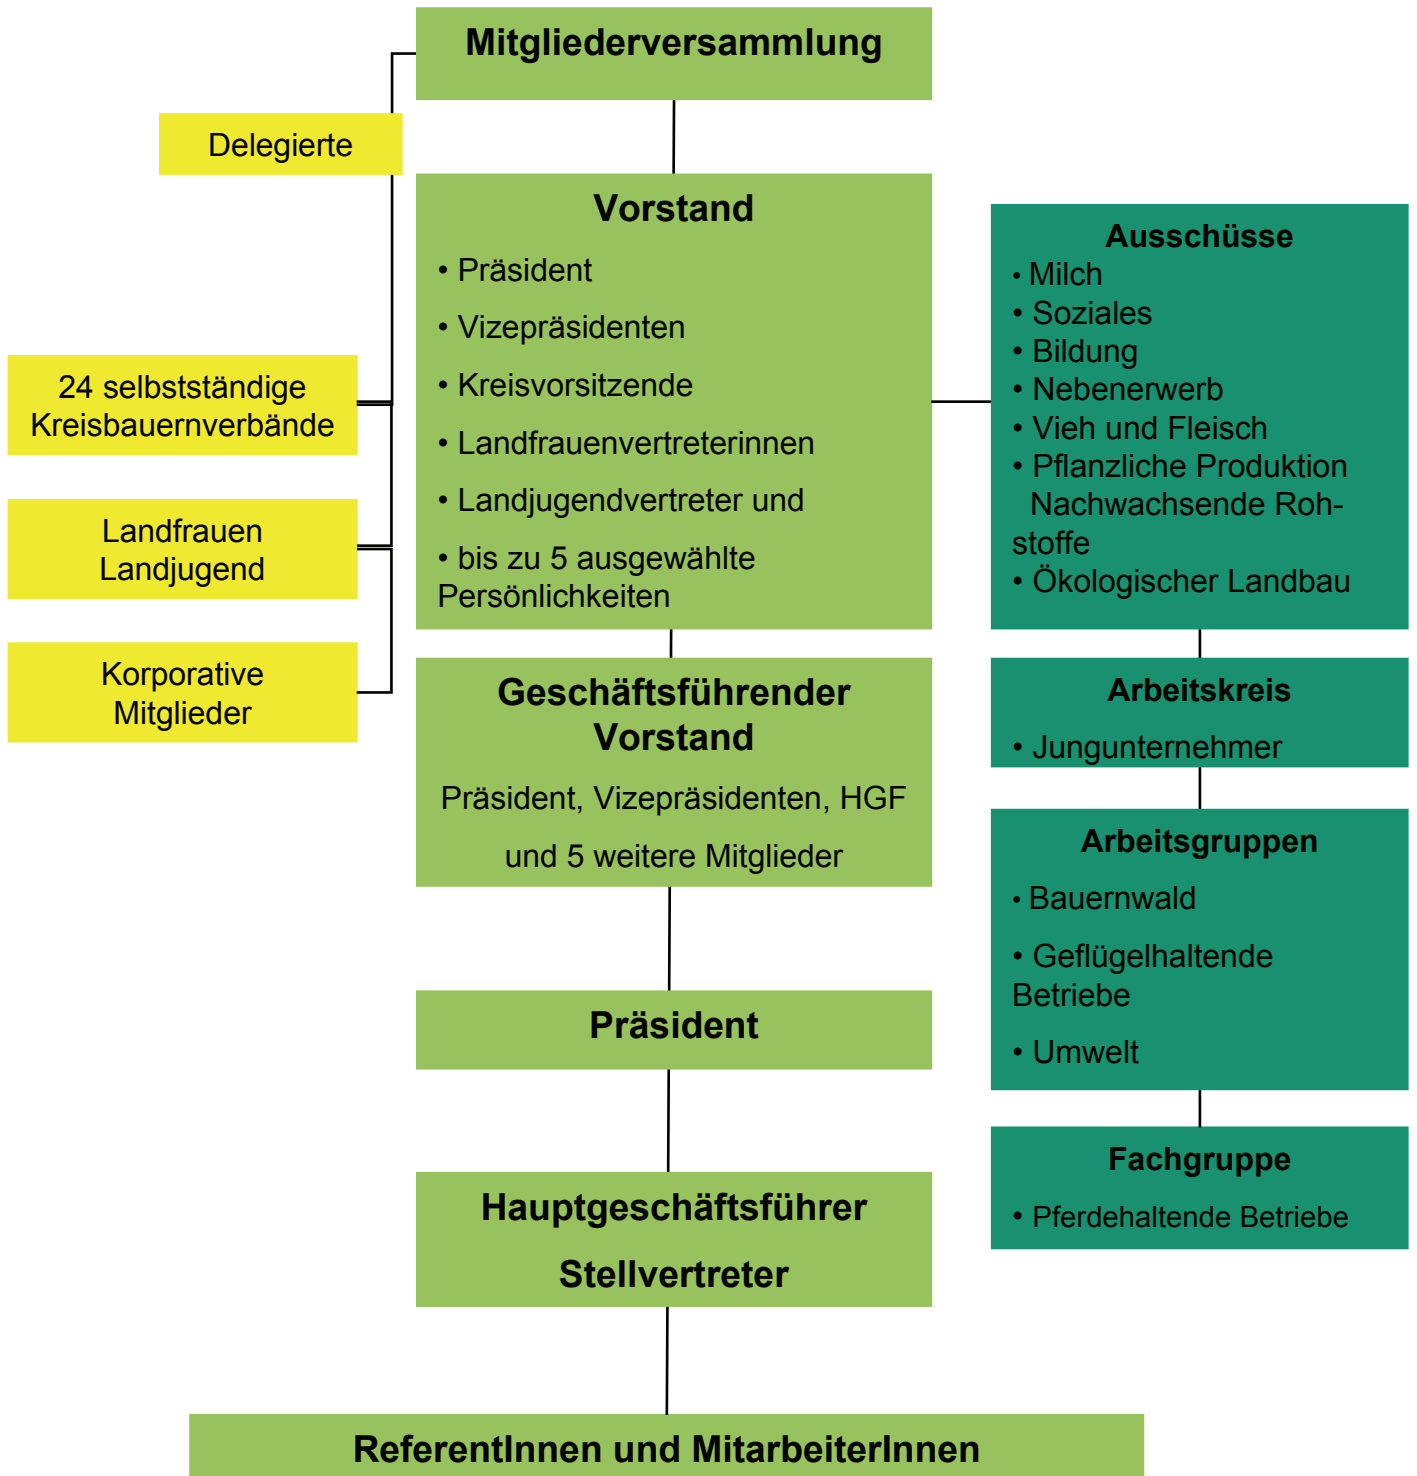 Mitgliederversammlung
Delegierte
24 selbstständige
Kreisbauernverbände
Landfrauen
Landjugend
Korporative
Mitglieder
Vorstand
• Präsident
• Vizepräsidenten
• Kreisvorsitzende
• Landfrauenvertreterinnen
• Landjugendvertreter und
• bis zu 5 ausgewählte
Persönlichkeiten
Geschäftsführender
Vorstand
Präsident, Vizepräsidenten, HGF
und 5 weitere Mitglieder
Präsident
Hauptgeschäftsführer
Stellvertreter
ReferentInnen und MitarbeiterInnen
Ausschüsse
• Milch
• Soziales
• Bildung
• Nebenerwerb
• Vieh und Fleisch
• Pflanzliche Produktion
Nachwachsende Roh-
stoffe
• Ökologischer Landbau
Arbeitskreis
• Jungunternehmer
Arbeitsgruppen
• Bauernwald
• Geflügelhaltende
Betriebe
• Umwelt
Fachgruppe
• Pferdehaltende Betriebe